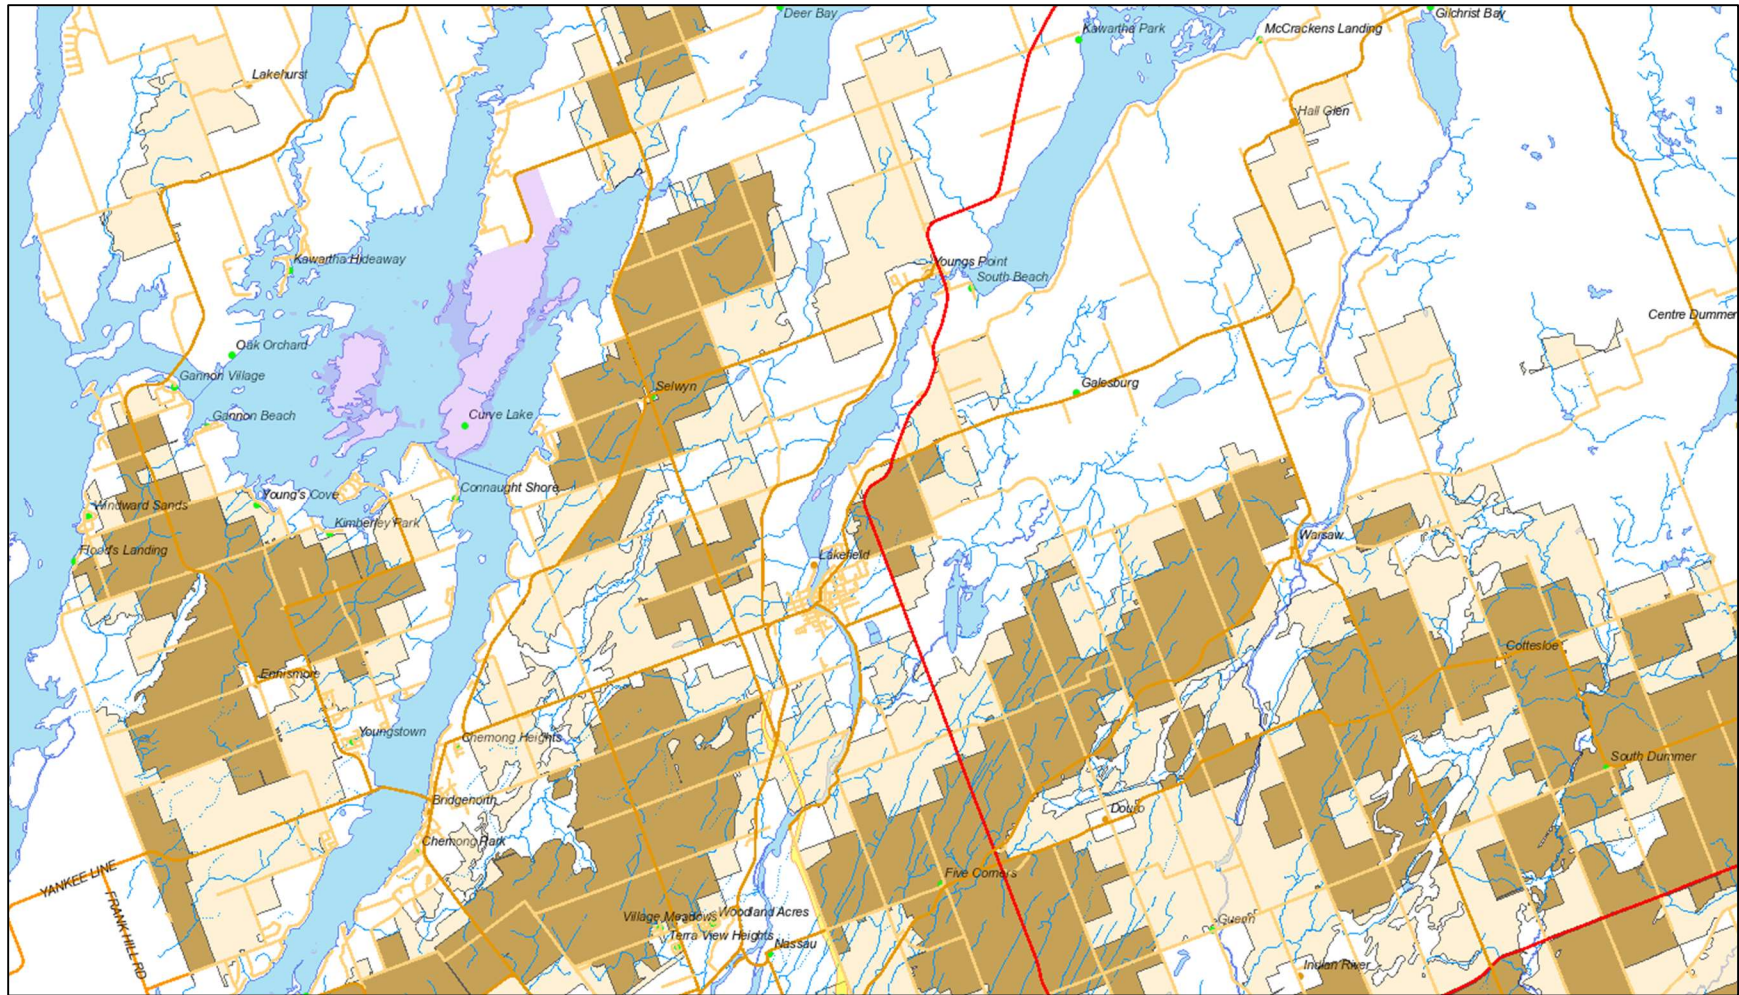 Deer Bay
Gilchrist Bay
Kawartha Park
McCrackens Landing
Lakehurst
Hall Glen
Kawartha Hideaway
Youngs Point
South Beach
Centre Dummer
Oak Orchard
Gannon Village
Selwyn
Galesburg
Gannon Beach
Curve Lake
Connaught Shore
Young's Cove
Windward Sands
Kimberley Park
Warsaw
Flood's Landing
Lakefield
Cottesloe
Ennismore
Youngstown
Chemong Heights
South Dummer
Bridgenorth
Douro
Chemong Park
YANKEE LINE
Five Corners
FRANK HILL RD
Village Meadows
Woodland Acres
Guerin
Terra View Heights
Nassau
Indian River